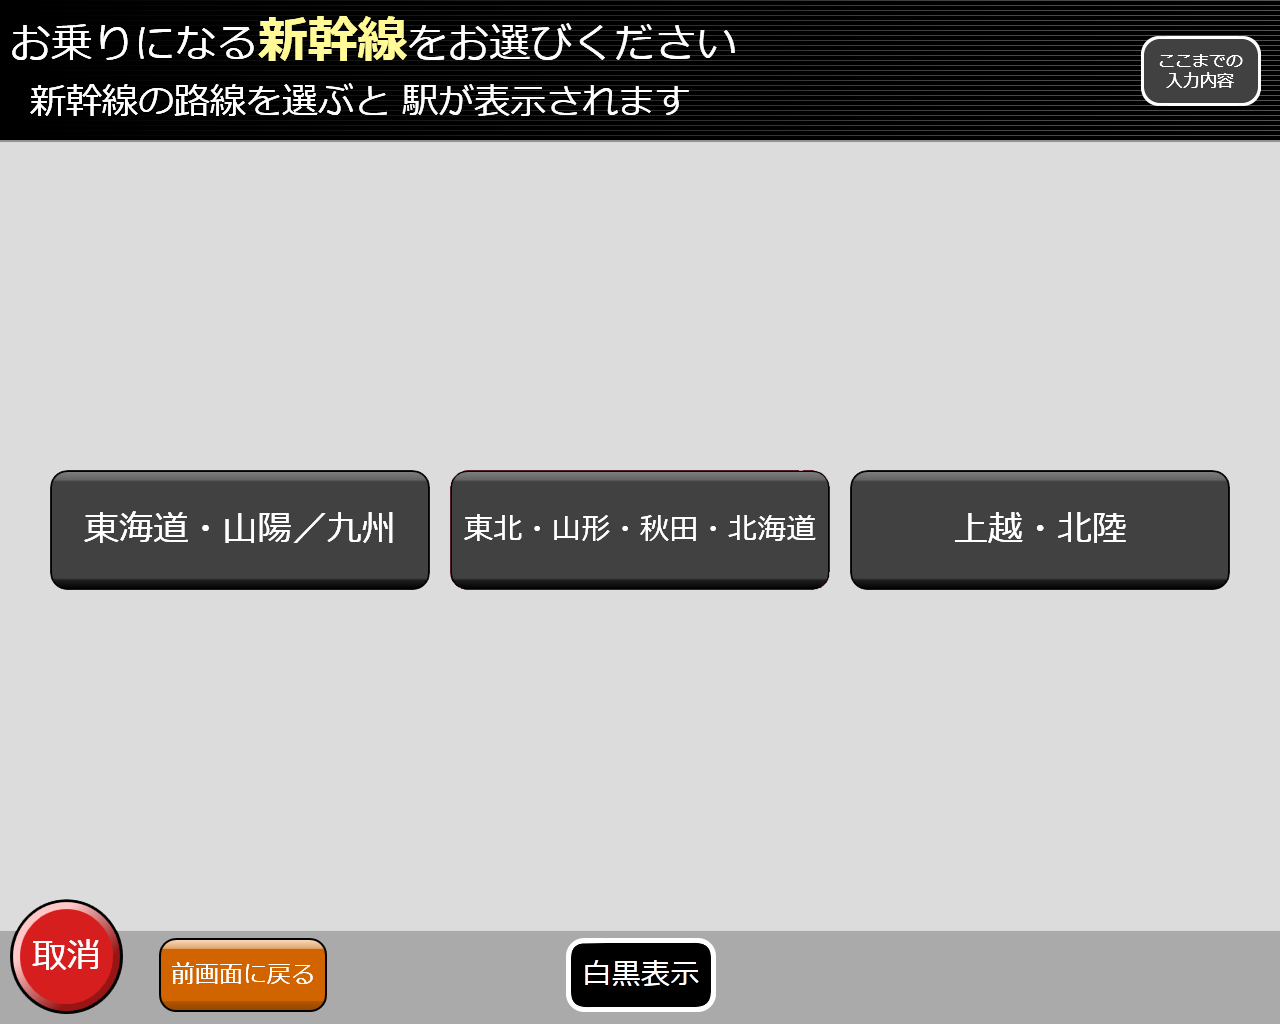 お乗りになる新幹線をお選びください
新幹線の路線を選ぶと 駅が表示されます
ここまでの
入力内容
東海道・山陽／九州
東北・山形・秋田・北海道
上越・北陸
取消
前画面に戻る
白黒表示